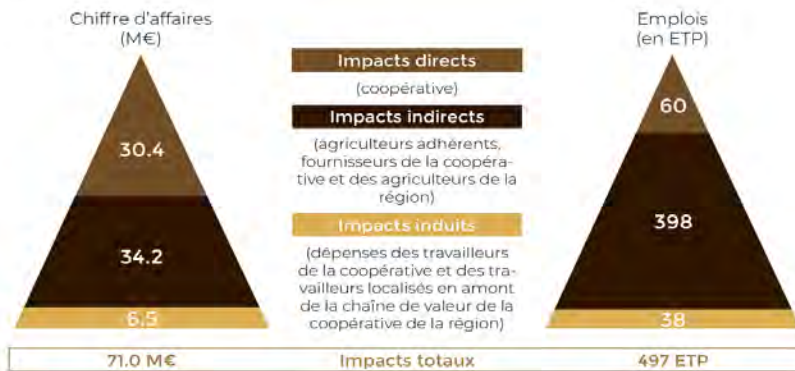 Chiffre d'affaires
(M€)
30.4
34.2
6.5
Impacts directs
(coopérative)
Impacts indirects
(agriculteurs adhérents,
fournisseurs de la coopéra-
tive et des agriculteurs de la
région)
Impacts induits
(dépenses des travailleurs
de la coopérative et des tra-
vailleurs localisés en amont
de la chaîne de valeur de la
coopérative de la région)
Emplois
(en ETP)
60
398
38
71.0 M€ Impacts totaux 497 ETP